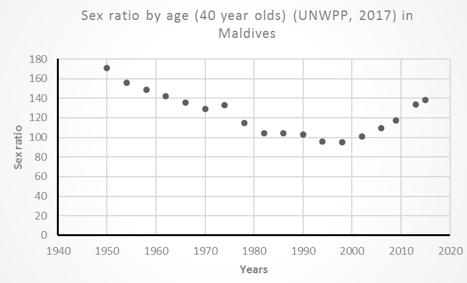 Sex ratio by age (40 year olds) (UNWPP, 2017) in
Maldives
180
160
140
120
100
80
60
40
20
0
Sex ratio
1940 1950 1960 1970 1980 1990 2000 2010 2020
Years